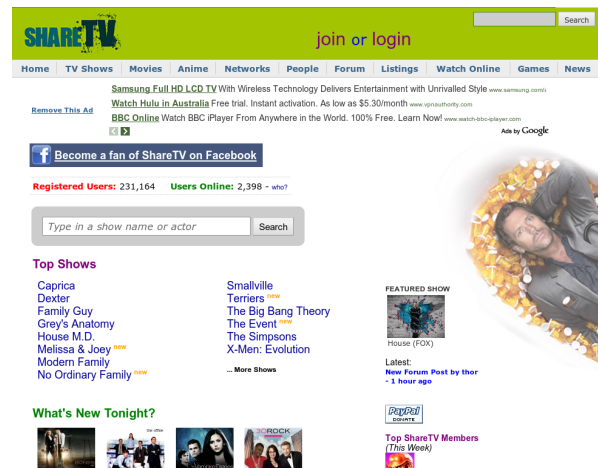 SHARETV
join or login
Search
Home TV Shows Movies Anime Networks People Forum Listings Watch Online Games News
Remove This Ad
Samsung Full HD LCD TV With Wireless Technology Delivers Entertainment with Unrivalled Style www.samsung.com/
Watch Hulu in Australia Free trial. Instant activation. As low as $5.30/month www.vpnauthority.com
BBC Online Watch BBC iPlayer From Anywhere in the World. 100% Free. Learn Now! www.watch-bbc-iplayer.com
Ads by Google
Become a fan of ShareTV on Facebook
Registered Users: 231,164 Users Online: 2,398 - who?
Type in a show name or actor Search
Top Shows
Caprica
Dexter
Family Guy
Grey's Anatomy
House M.D.
Melissa & Joey new
Modern Family
No Ordinary Family new
Smallville
Terriers new
The Big Bang Theory
The Event new
The Simpsons
X-Men: Evolution
... More Shows
FEATURED SHOW
House (FOX)
Latest:
New Forum Post by thor
- 1 hour ago
PayPal
DONATE
Top ShareTV Members
(This Week)
What's New Tonight?
the office
30ROCK